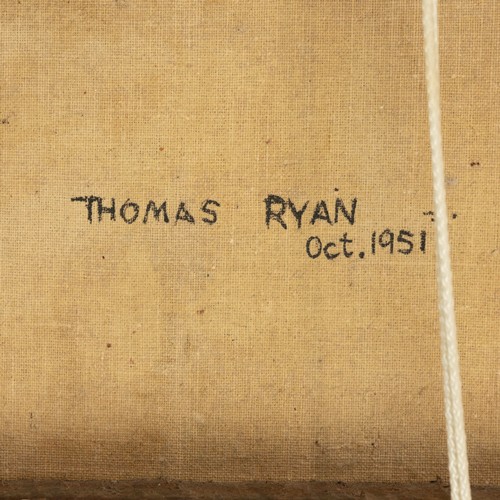 THOMAS RYAN
Oct. 1951